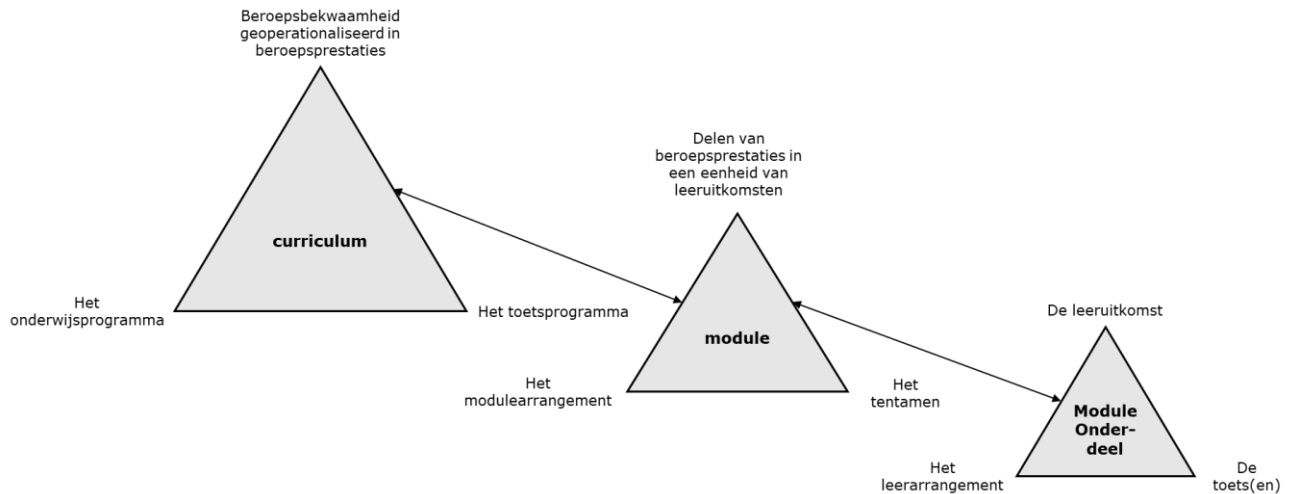 Beroepsbekwaamheid
geoperationaliseerd in
beroepsprestaties
curriculum
Het
onderwijsprogramma
Het toetsprogramma
Delen van
beroepsprestaties in
een eenheid van
leeruitkomsten
module
Het
modulearrangement
Het
tentamen
De leeruitkomst
Module
Onder-
deel
Het
leerarrangement
De
toets(en)